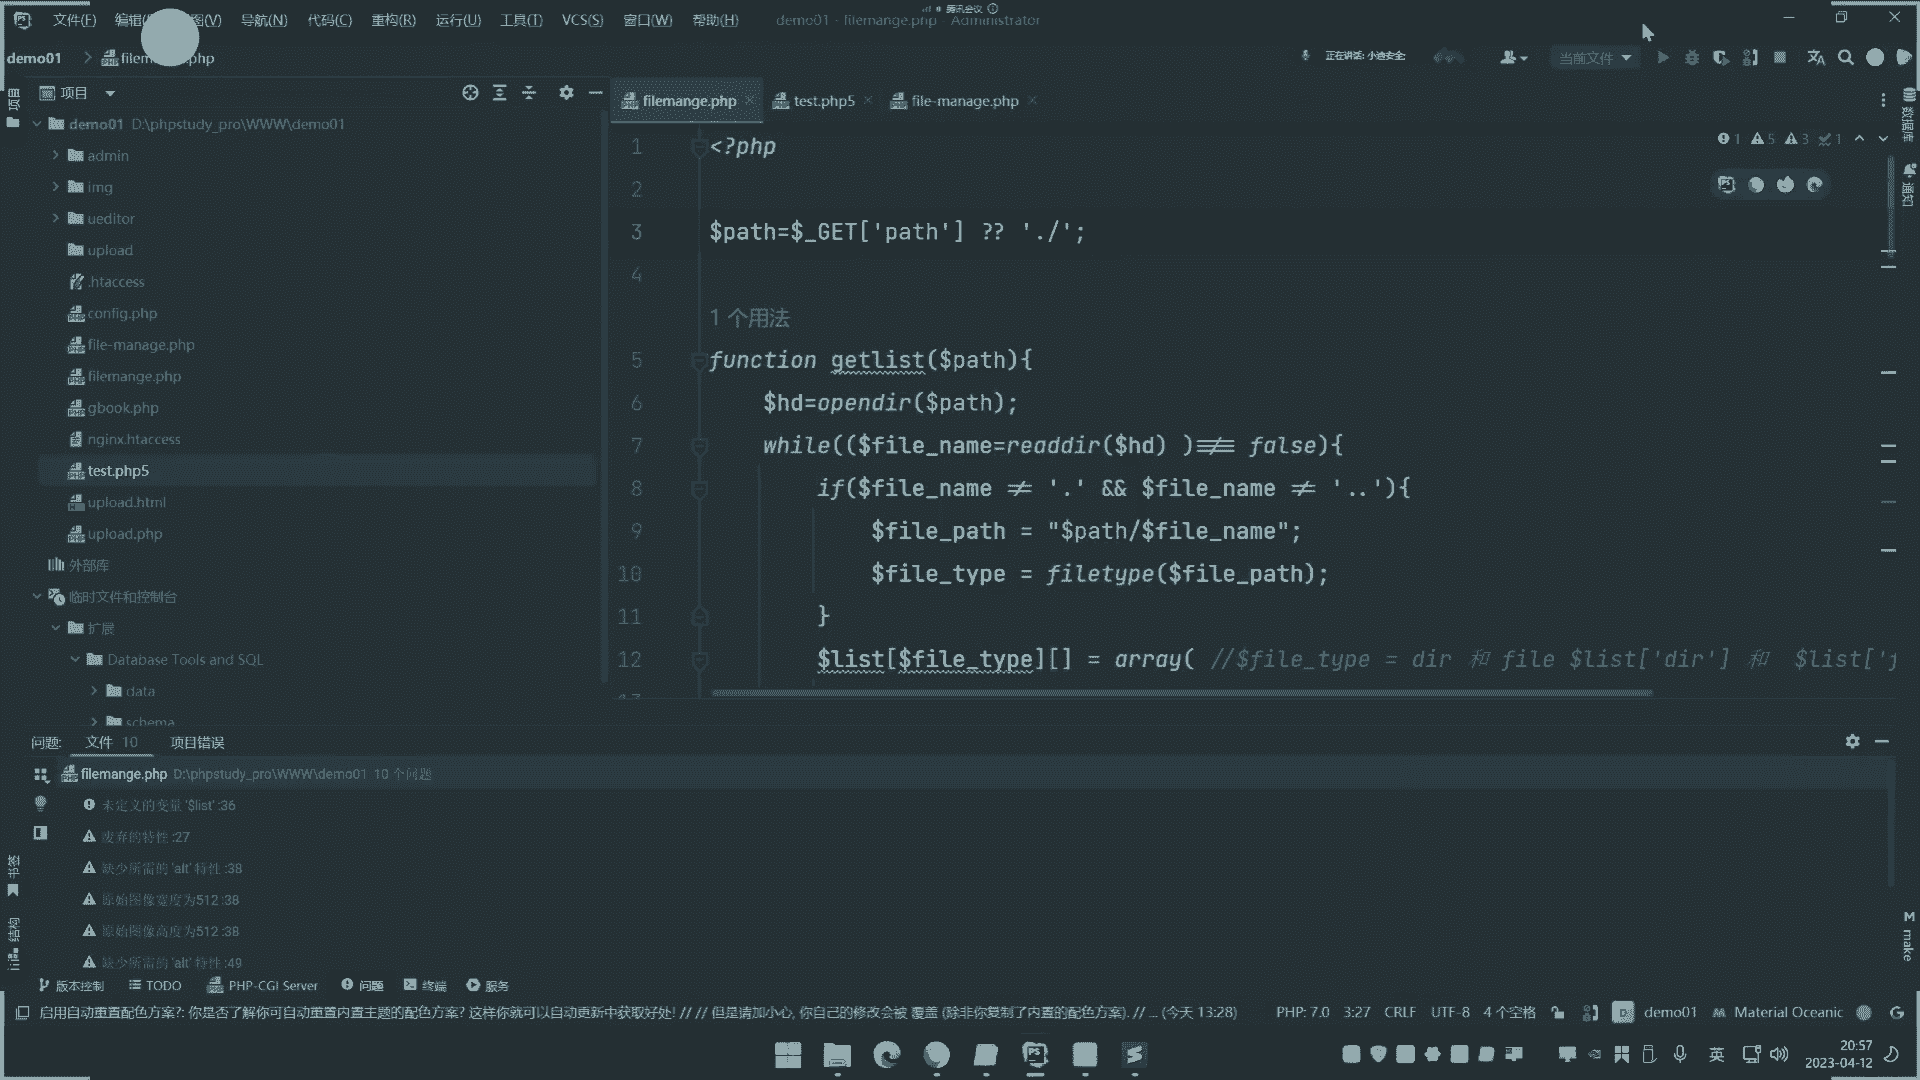 文件(F) 编辑 图(V) 导航(N) 代码(C) 重构(R) 运行(U) 工具(T) VCS(S) 窗口(W) 帮助(H) demo01 - filemange.php - Administrator
腾讯会议
demo01 filemange.php
正在讲话: 小迪安全
当前文件
项目
项目
filemange.php test.php5 file-manage.php
数据库
通知
demo01 D:\phpstudy_pro\WWW\demo01
admin
img
ueditor
upload
.htaccess
config.php
file-manage.php
filemange.php
gbook.php
nginx.htaccess
test.php5
upload.html
upload.php
外部库
临时文件和控制台
扩展
Database Tools and SQL
data
schema
1 5 3 1
1 <?php
2
3 $path=$_GET['path'] ?? './';
4
1 个用法
5 function getlist($path){
6 $hd=opendir($path);
7 while(($file_name=readdir($hd) )!== false){
8 if($file_name != '.' && $file_name != '..'){
9 $file_path = "$path/$file_name";
10 $file_type = filetype($file_path);
11 }
12 $list[$file_type][] = array( //$file_type = dir 和 file $list['dir'] 和 $list['f
问题: 文件 10 项目错误
filemange.php D:\phpstudy_pro\WWW\demo01 10 个问题
未定义的变量 '$list' :36
废弃的特性 :27
缺少所需的 'alt' 特性 :38
原始图像宽度为512 :38
原始图像高度为512 :38
缺少所需的 'alt' 特性 :49
书签
结构
make
版本控制 TODO PHP-CGI Server 问题 终端 服务
启用自动重置配色方案?: 你是否了解你可自动重置内置主题的配色方案? 这样你就可以自动更新中获取好处! // // 但是请加小心, 你自己的修改会被 覆盖 (除非你复制了内置的配色方案). // ... (今天 13:28) PHP: 7.0 3:27 CRLF UTF-8 4 个空格 demo01 Material Oceanic
英
20:57
2023-04-12